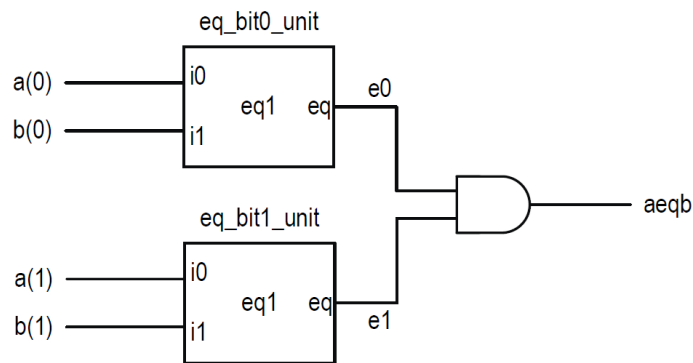 eq_bit0_unit
a(0)
i0
eq1
eq
e0
b(0)
i1
aeqb
eq_bit1_unit
a(1)
i0
eq1
eq
e1
b(1)
i1